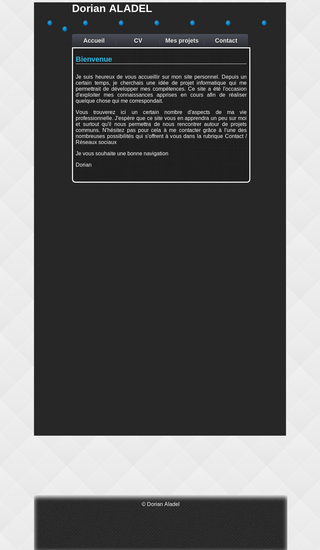 Dorian ALADEL
Accueil CV Mes projets Contact
Bienvenue
Je suis heureux de vous accueillir sur mon site personnel. Depuis un
certain temps, je cherchais une idée de projet informatique qui me
permettrait de développer mes compétences. Ce site a été l'occasion
d'exploiter mes connaissances apprises en cours afin de réaliser
quelque chose qui me correspondait.
Vous trouverez ici un certain nombre d'aspects de ma vie
professionnelle. J'espère que ce site vous en apprendra un peu sur moi
et surtout qu'il nous permettra de nous rencontrer autour de projets
communs. N'hésitez pas pour cela à me contacter grâce à l'une des
nombreuses possibilités qui s'offrent à vous dans la rubrique Contact /
Réseaux sociaux
Je vous souhaite une bonne navigation
Dorian
© Dorian Aladel